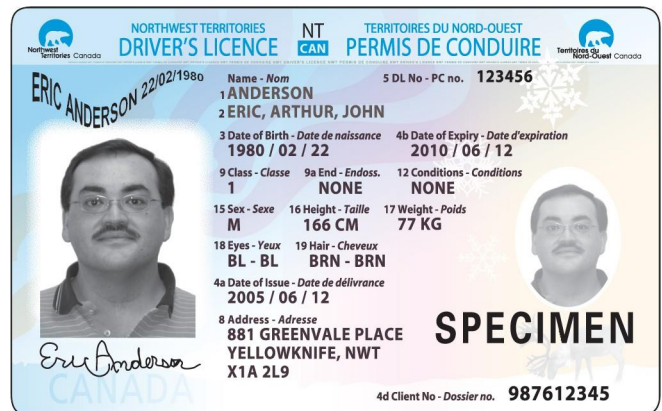 Northwest Territories Canada
NORTHWEST TERRITORIES
DRIVER'S LICENCE
NT
CAN
TERRITOIRES DU NORD-OUEST
PERMIS DE CONDUIRE
Territoires du Nord-Ouest Canada
ERIC ANDERSON 22/02/1980
Name - Nom
5 DL No - PC no. 123456
1 ANDERSON
2 ERIC, ARTHUR, JOHN
3 Date of Birth - Date de naissance
4b Date of Expiry - Date d'expiration
1980 / 02 / 22
2010 / 06 / 12
9 Class - Classe
9a End - Endoss.
12 Conditions - Conditions
1
NONE
NONE
15 Sex - Sexe
16 Height - Taille
17 Weight - Poids
M
166 CM
77 KG
18 Eyes - Yeux
19 Hair - Cheveux
BL - BL
BRN - BRN
4a Date of Issue - Date de délivrance
2005 / 06 / 12
8 Address - Adresse
881 GREENVALE PLACE
YELLOWKNIFE, NWT
X1A 2L9
SPECIMEN
Eric Anderson
CANADA
4d Client No - Dossier no. 987612345